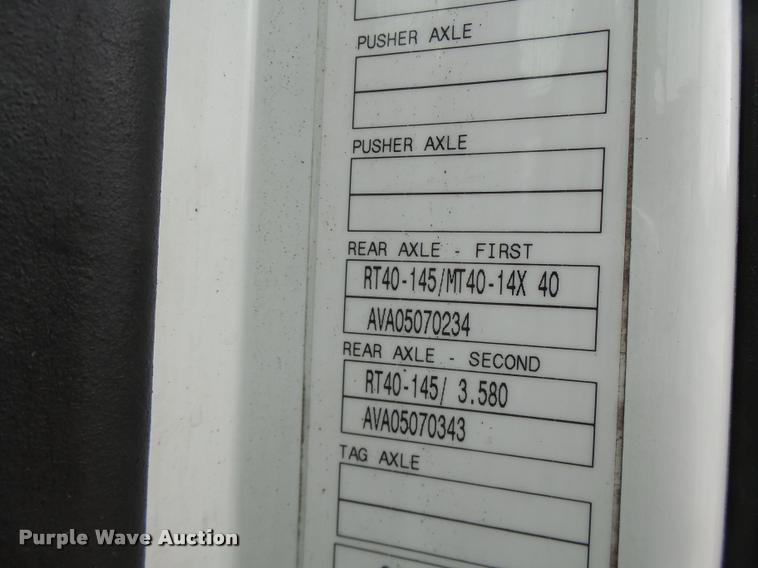 PUSHER AXLE
PUSHER AXLE
REAR AXLE - FIRST
RT40-145/MT40-14X 40
AVA05070234
REAR AXLE - SECOND
RT40-145/ 3.580
AVA05070343
TAG AXLE
Purple Wave Auction